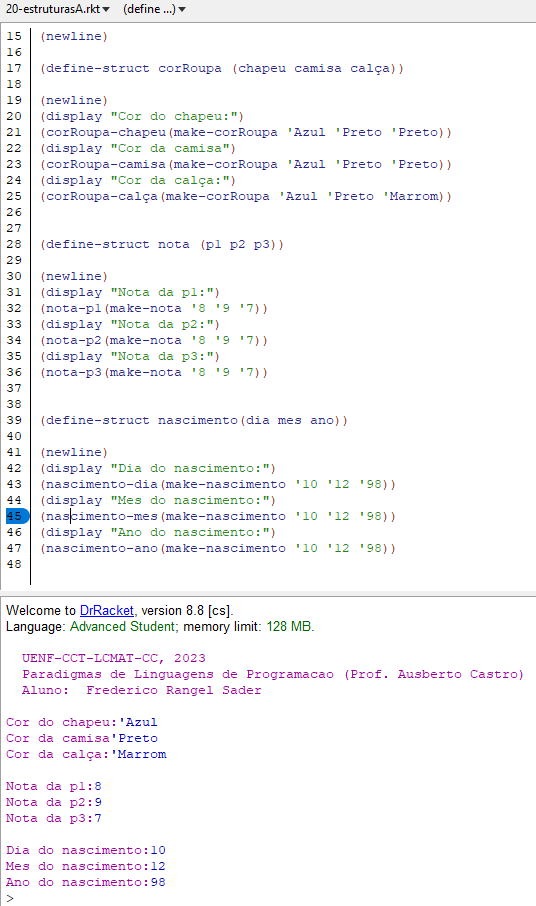 20-estruturasA.rkt▾ (define ...)▾
15 (newline)
16
17 (define-struct corRoupa (chapeu camisa calça))
18
19 (newline)
20 (display "Cor do chapeu:")
21 (corRoupa-chapeu(make-corRoupa 'Azul 'Preto 'Preto))
22 (display "Cor da camisa")
23 (corRoupa-camisa(make-corRoupa 'Azul 'Preto 'Preto))
24 (display "Cor da calça:")
25 (corRoupa-calça(make-corRoupa 'Azul 'Preto 'Marrom))
26
27
28 (define-struct nota (p1 p2 p3))
29
30 (newline)
31 (display "Nota da p1:")
32 (nota-p1(make-nota '8 '9 '7))
33 (display "Nota da p2:")
34 (nota-p2(make-nota '8 '9 '7))
35 (display "Nota da p3:")
36 (nota-p3(make-nota '8 '9 '7))
37
38
39 (define-struct nascimento(dia mes ano))
40
41 (newline)
42 (display "Dia do nascimento:")
43 (nascimento-dia(make-nascimento '10 '12 '98))
44 (display "Mes do nascimento:")
45 (nascimento-mes(make-nascimento '10 '12 '98))
46 (display "Ano do nascimento:")
47 (nascimento-ano(make-nascimento '10 '12 '98))
48
Welcome to DrRacket, version 8.8 [cs].
Language: Advanced Student; memory limit: 128 MB.
UENF-CCT-LCMAT-CC, 2023
Paradigmas de Linguagens de Programacao (Prof. Ausberto Castro)
Aluno: Frederico Rangel Sader
Cor do chapeu:'Azul
Cor da camisa'Preto
Cor da calça:'Marrom
Nota da p1:8
Nota da p2:9
Nota da p3:7
Dia do nascimento:10
Mes do nascimento:12
Ano do nascimento:98
>